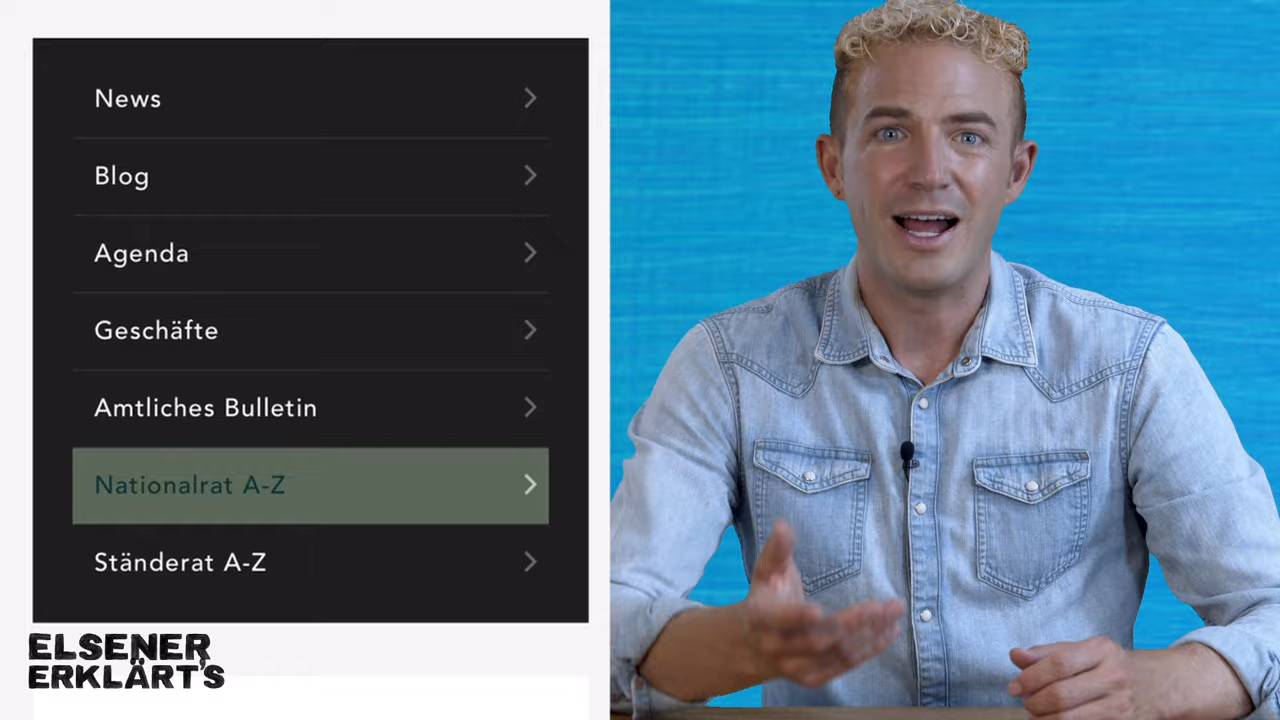 News
Blog
Agenda
Geschäfte
Amtliches Bulletin
Nationalrat A-Z
Ständerat A-Z
ELSENER
ERKLÄRT'S